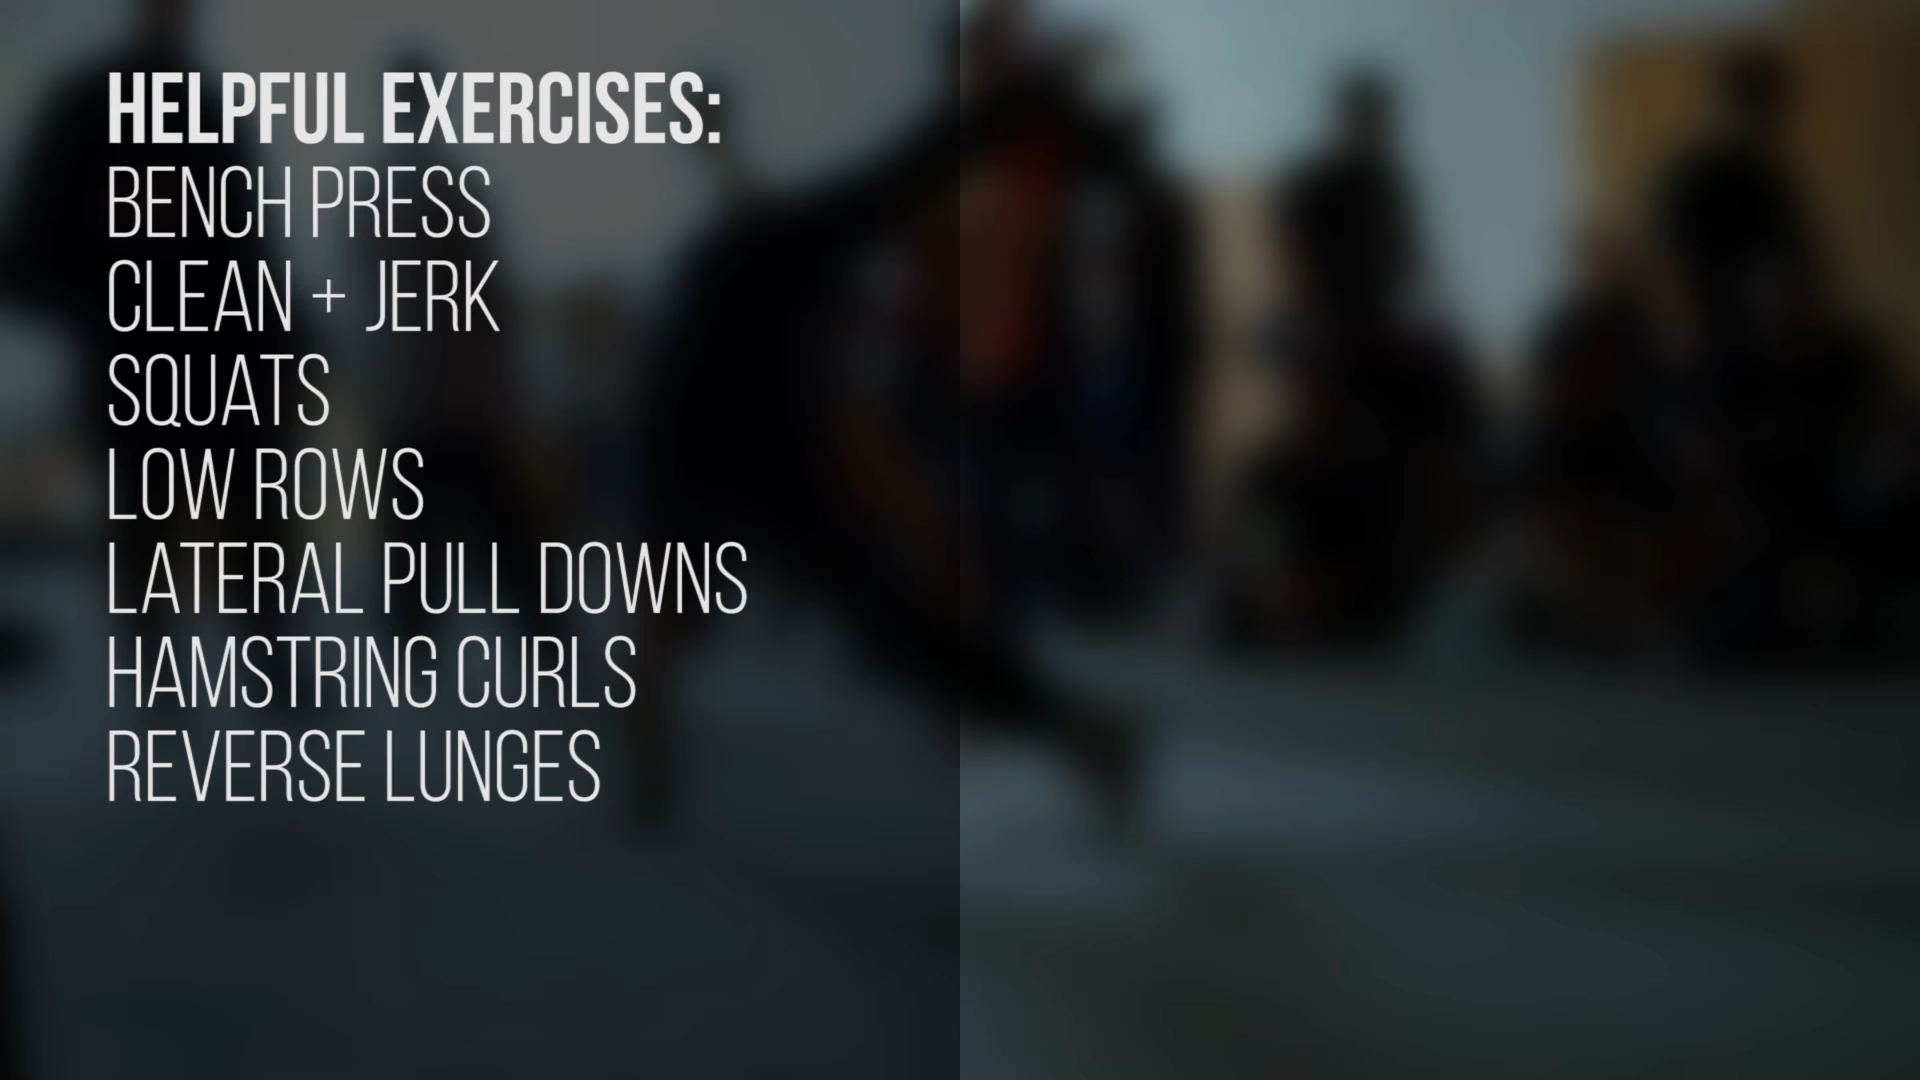 HELPFUL EXERCISES:
BENCH PRESS
CLEAN + JERK
SQUATS
LOW ROWS
LATERAL PULL DOWNS
HAMSTRING CURLS
REVERSE LUNGES